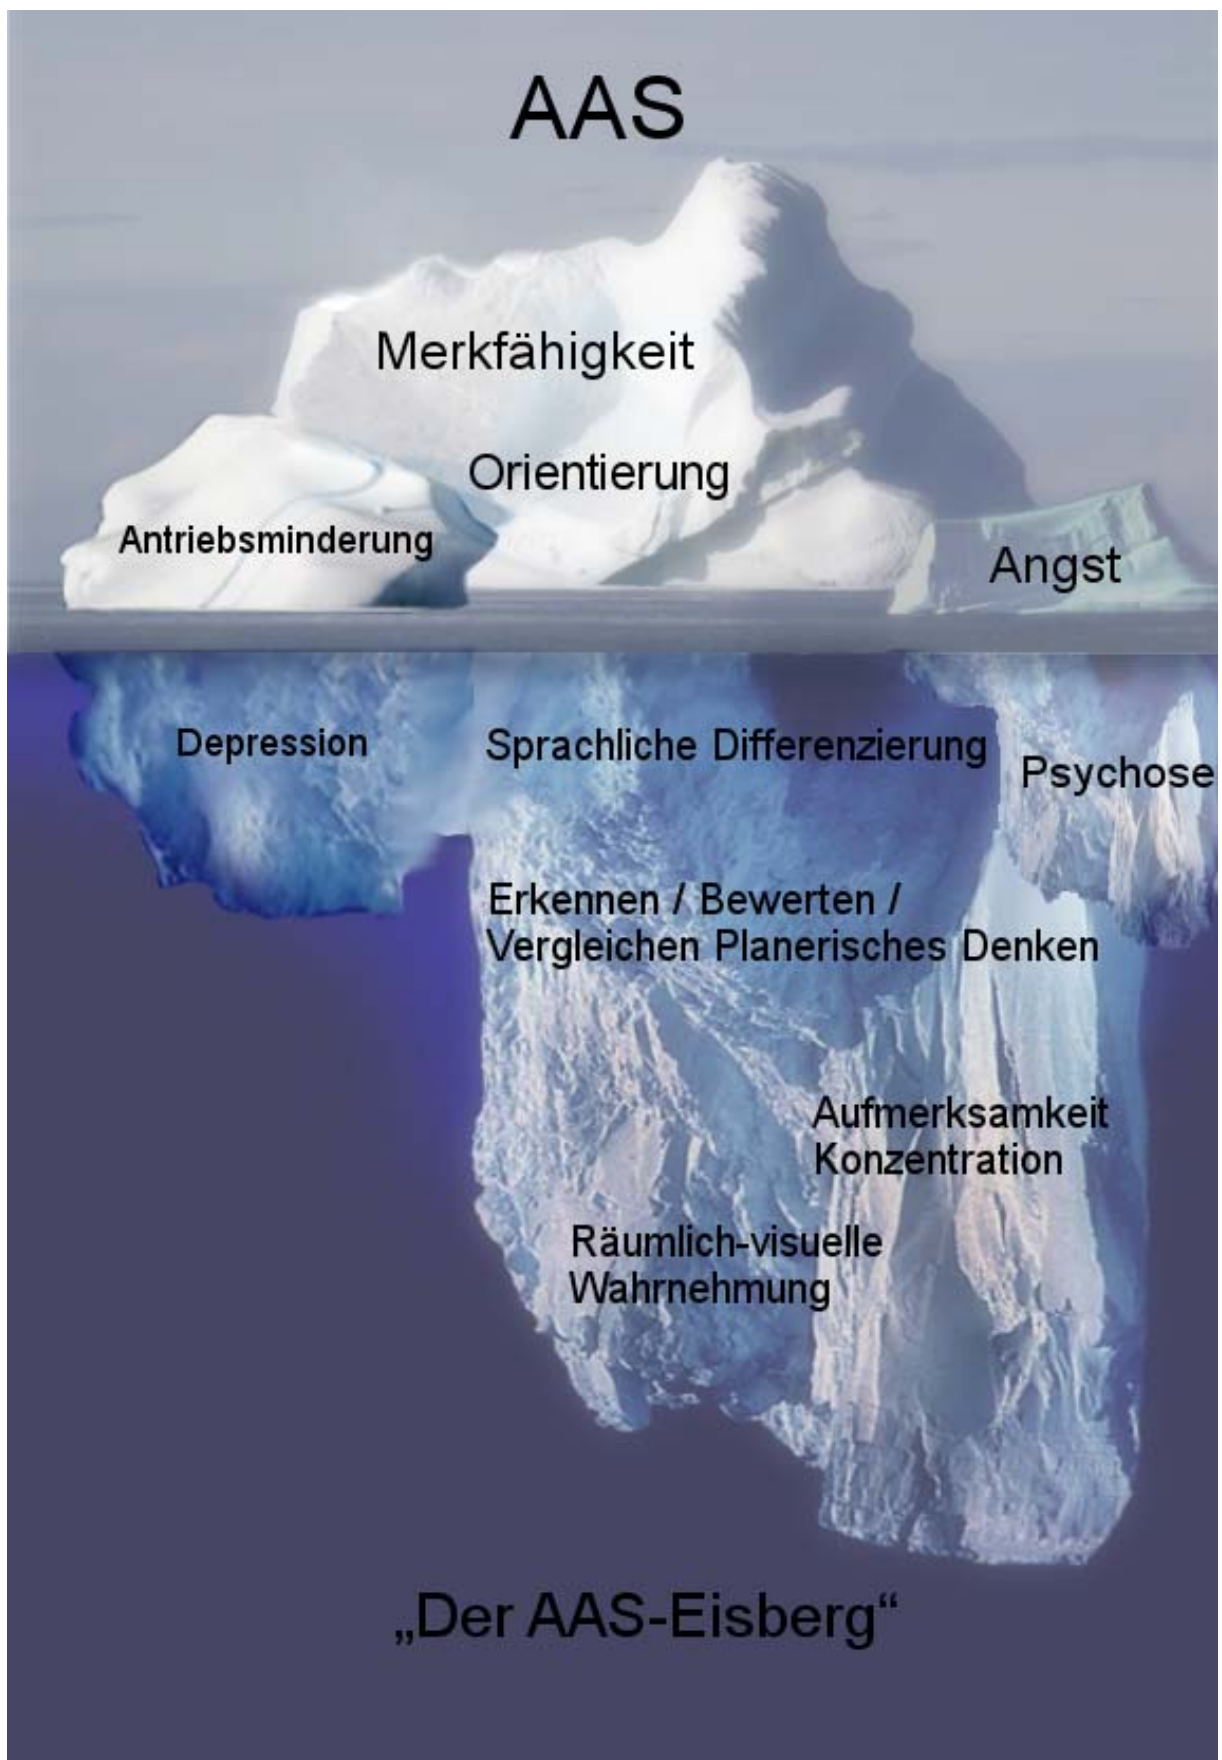 AAS
Merkfähigkeit
Orientierung
Antriebsminderung
Angst
Depression
Sprachliche Differenzierung
Psychose
Erkennen / Bewerten /
Vergleichen Planerisches Denken
Aufmerksamkeit
Konzentration
Räumlich-visuelle
Wahrnehmung
„Der AAS-Eisberg“